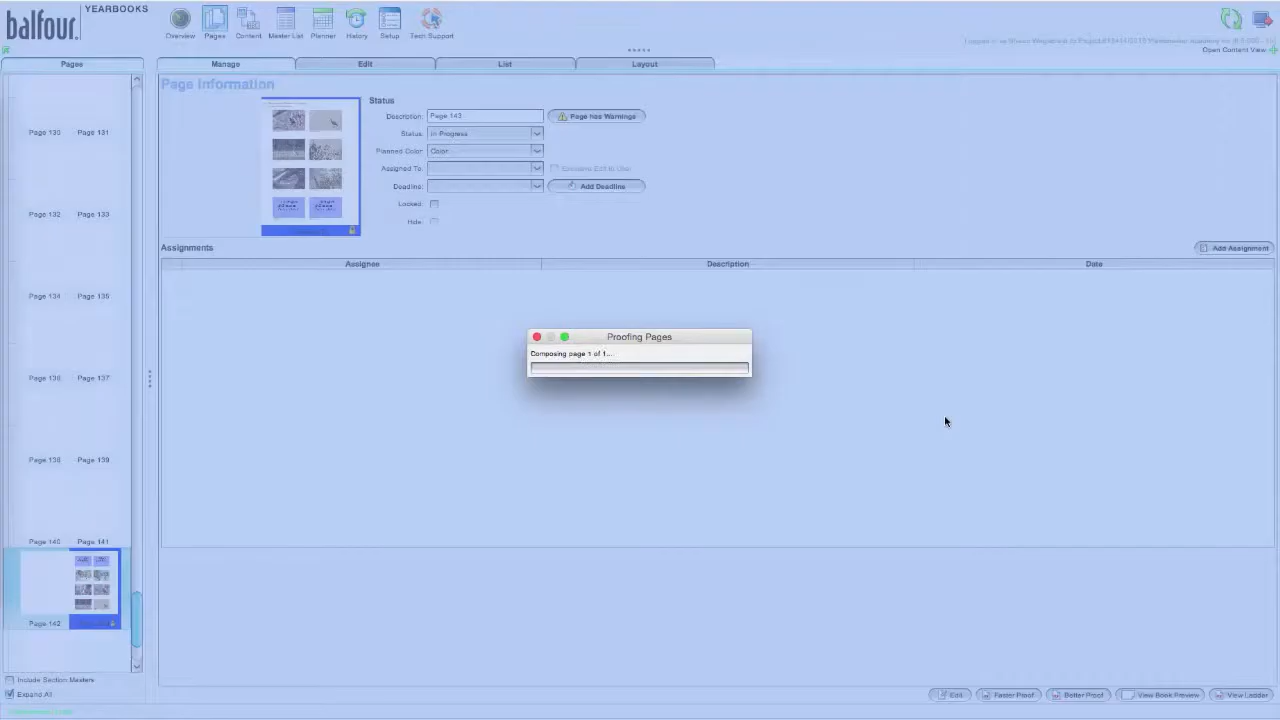 balfour. YEARBOOKS
Overview Pages Content Master List Planner History Setup Tech Support
Open Content View
Pages
Manage Edit List Layout
Page Information
Status
Description: Page 143 Page has Warnings
Status: In Progress
Planned Color: Color
Assigned To: Exclusive Edit to User
Deadline: Add Deadline
Locked:
Hide:
Assignments Add Assignment
Assignee Description Date
Page 130 Page 131
Page 132 Page 133
Page 134 Page 135
Page 136 Page 137
Page 138 Page 139
Page 140 Page 141
Page 142
Proofing Pages
Composing page 1 of 1...
Include Section Masters
Expand All
Edit Faster Proof Better Proof View Book Preview View Ladder